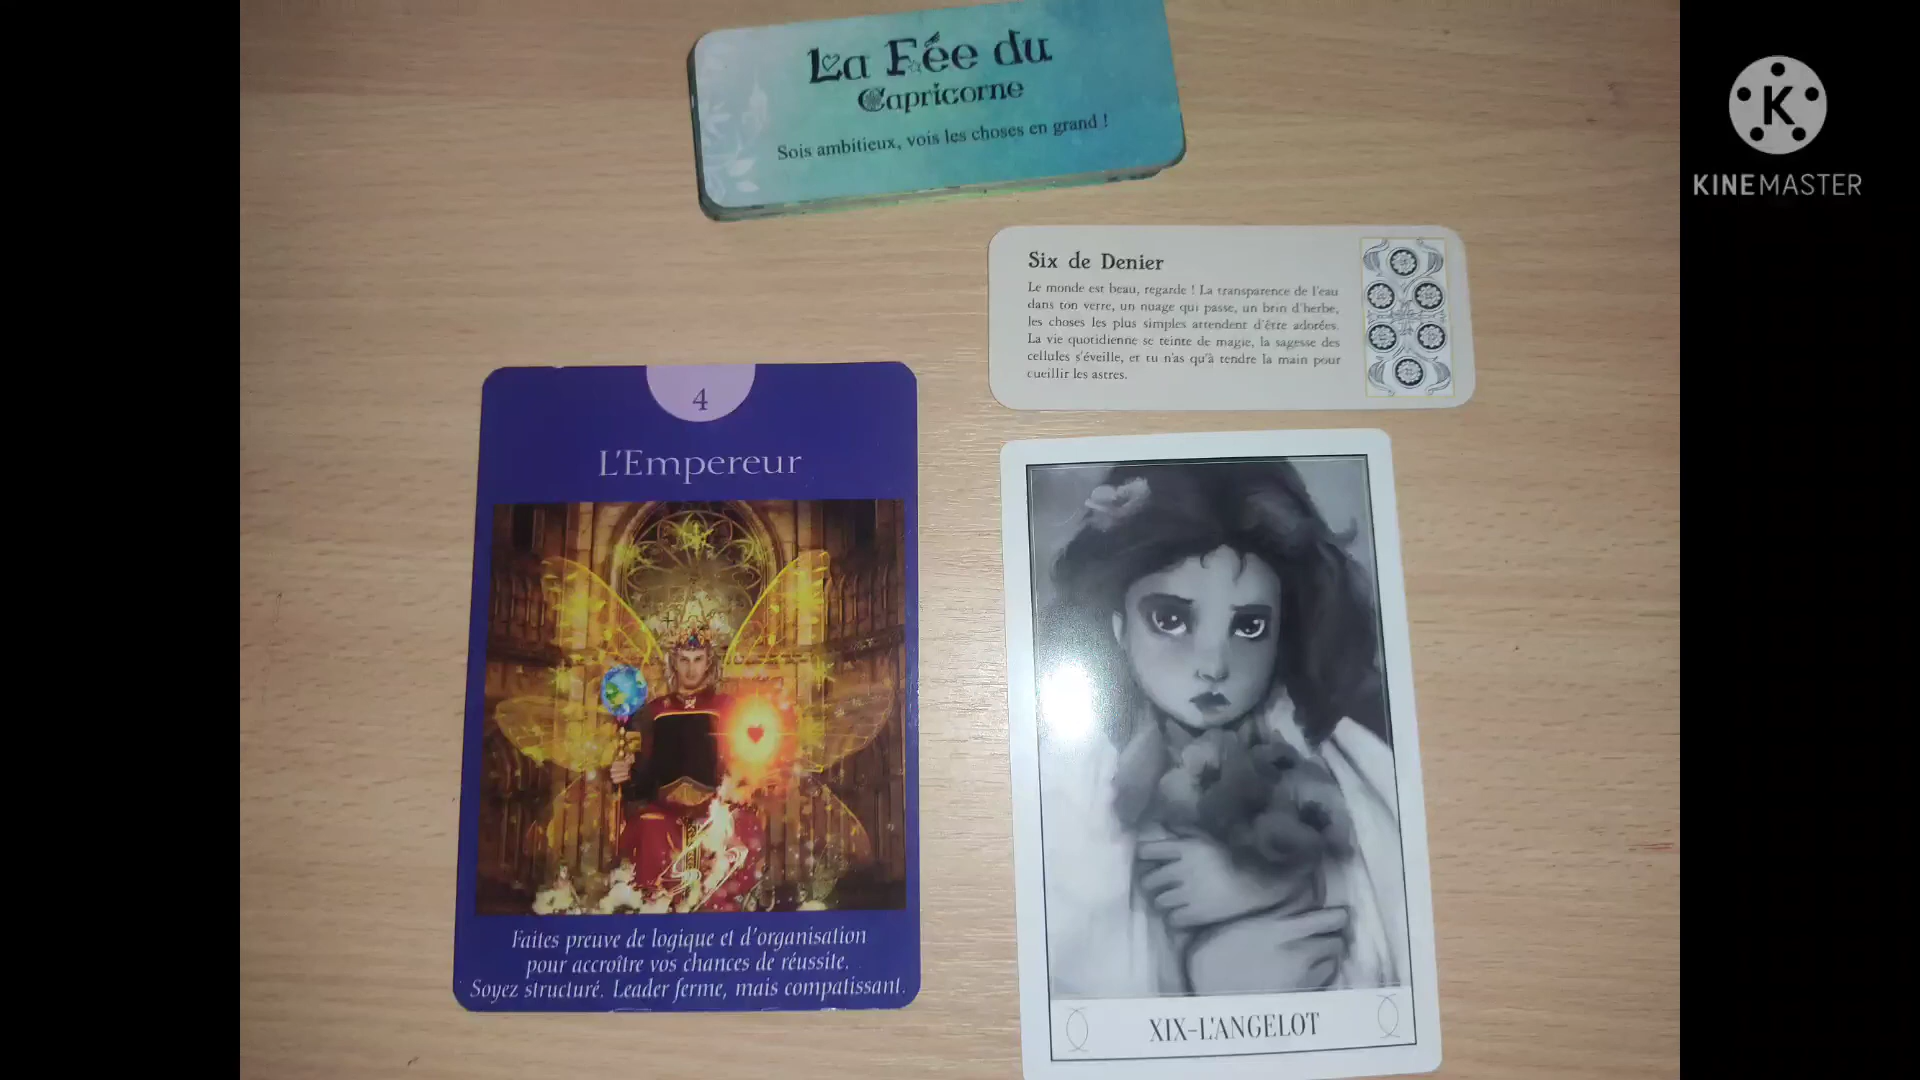 La Fée du
Capricorne
Sois ambitieux, vois les choses en grand !
K
KINEMASTER
Six de Denier
Le monde est beau, regarde ! La transparence de l'eau
dans ton verre, un nuage qui passe, un brin d'herbe,
les choses les plus simples attendent d'être adorées.
La vie quotidienne se teinte de magie, la sagesse des
cellules s'éveille, et tu n'as qu'à tendre la main pour
cueillir les astres.
4
L'Empereur
Faites preuve de logique et d'organisation
pour accroître vos chances de réussite.
Soyez structuré. Leader ferme, mais compatissant.
XIX-L'ANGELOT